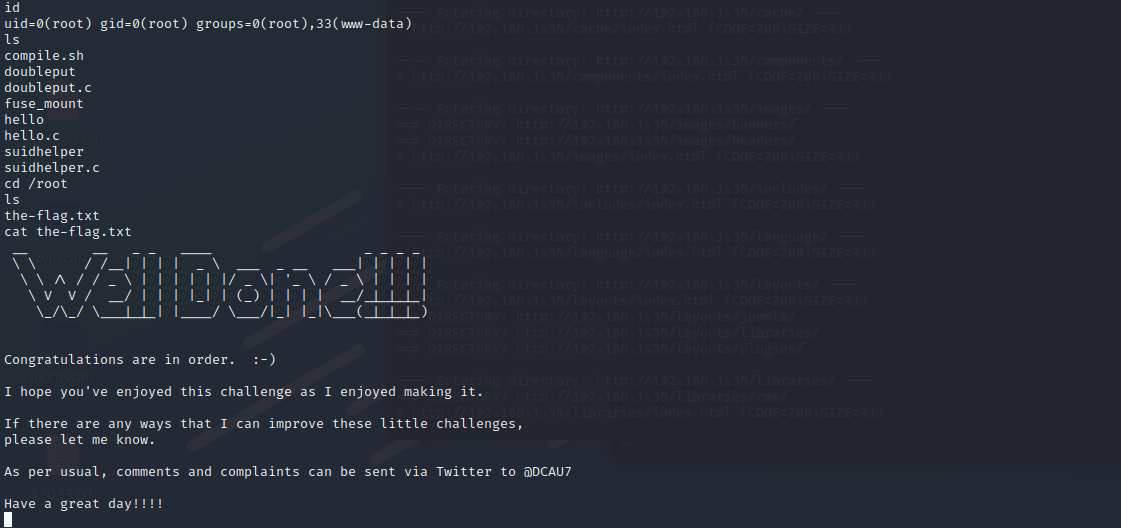 id
uid=0(root) gid=0(root) groups=0(root),33(www-data)
ls
compile.sh
doubleput
doubleput.c
fuse_mount
hello
hello.c
suidhelper
suidhelper.c
cd /root
ls
the-flag.txt
cat the-flag.txt
Well Done!!!!
Congratulations are in order.  :-)
I hope you've enjoyed this challenge as I enjoyed making it.
If there are any ways that I can improve these little challenges,
please let me know.
As per usual, comments and complaints can be sent via Twitter to @DCAU7
Have a great day!!!!
---- Entering directory: http://192.168.1.35/cache/ ----
+ http://192.168.1.35/cache/index.html (CODE:200|SIZE:31)
---- Entering directory: http://192.168.1.35/components/ ----
+ http://192.168.1.35/components/index.html (CODE:200|SIZE:31)
---- Entering directory: http://192.168.1.35/images/ ----
==> DIRECTORY: http://192.168.1.35/images/banners/
==> DIRECTORY: http://192.168.1.35/images/headers/
+ http://192.168.1.35/images/index.html (CODE:200|SIZE:31)
---- Entering directory: http://192.168.1.35/includes/ ----
+ http://192.168.1.35/includes/index.html (CODE:200|SIZE:31)
---- Entering directory: http://192.168.1.35/language/ ----
+ http://192.168.1.35/language/index.html (CODE:200|SIZE:31)
---- Entering directory: http://192.168.1.35/layouts/ ----
==> DIRECTORY: http://192.168.1.35/layouts/joomla/
==> DIRECTORY: http://192.168.1.35/layouts/libraries/
==> DIRECTORY: http://192.168.1.35/layouts/plugins/
---- Entering directory: http://192.168.1.35/libraries/ ----
==> DIRECTORY: http://192.168.1.35/libraries/cms/
+ http://192.168.1.35/libraries/index.html (CODE:200|SIZE:31)